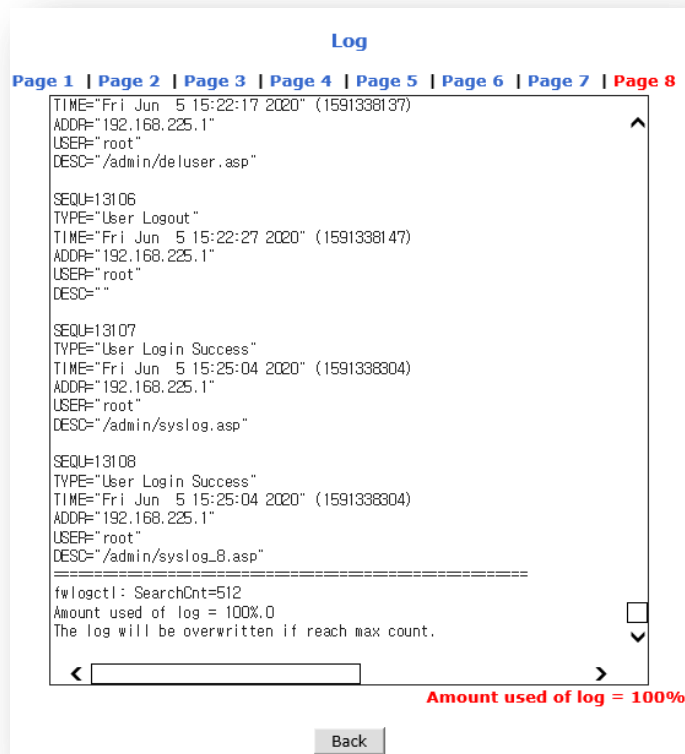 Log
Page 1 | Page 2 | Page 3 | Page 4 | Page 5 | Page 6 | Page 7 | Page 8
TIME="Fri Jun  5 15:22:17 2020" (1591338137)
ADDR="192.168.225.1"
USER="root"
DESC="/admin/deluser.asp"
SEQU=13106
TYPE="User Logout"
TIME="Fri Jun  5 15:22:27 2020" (1591338147)
ADDR="192.168.225.1"
USER="root"
DESC=""
SEQU=13107
TYPE="User Login Success"
TIME="Fri Jun  5 15:25:04 2020" (1591338304)
ADDR="192.168.225.1"
USER="root"
DESC="/admin/syslog.asp"
SEQU=13108
TYPE="User Login Success"
TIME="Fri Jun  5 15:25:04 2020" (1591338304)
ADDR="192.168.225.1"
USER="root"
DESC="/admin/syslog_8.asp"
==========================================================
fwlogctl: SearchCnt=512
Amount used of log = 100%.0
The log will be overwritten if reach max count.
Amount used of log = 100%
Back